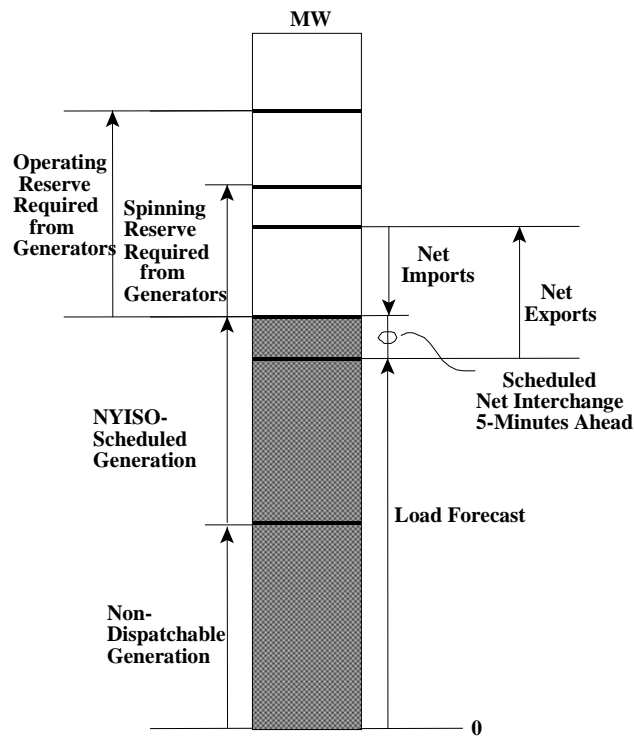 MW
Operating
Reserve
Required
from
Generators
Spinning
Reserve
Required
from
Generators
Net
Imports
Net
Exports
Scheduled
Net Interchange
5-Minutes Ahead
NYISO-
Scheduled
Generation
Load Forecast
Non-
Dispatchable
Generation
0